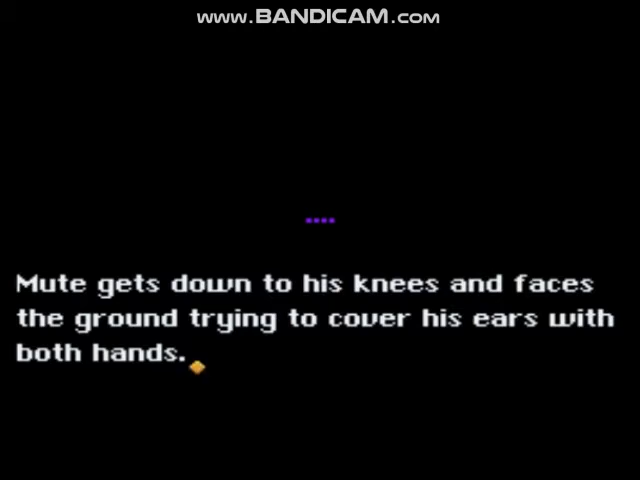 www.BANDICAM.com
....
Mute gets down to his knees and faces
the ground trying to cover his ears with
both hands.